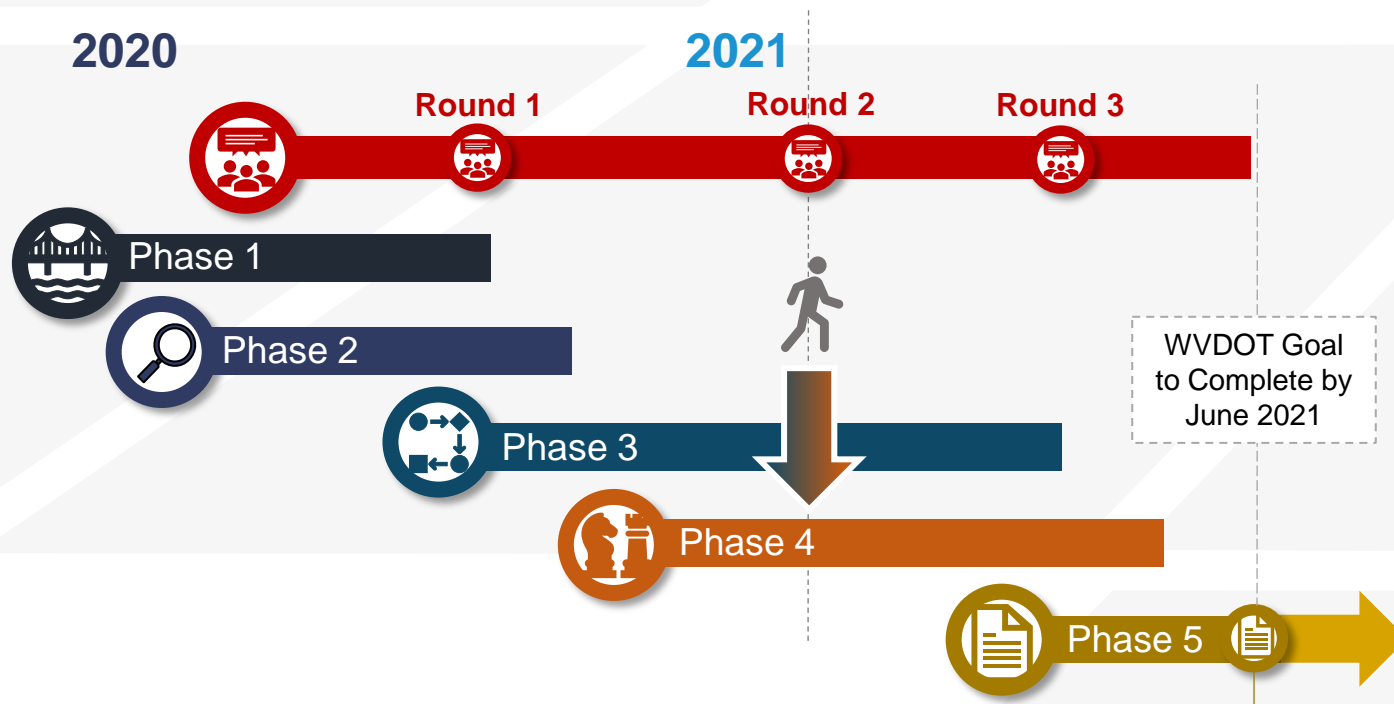 2020
2021
Round 1
Round 2
Round 3
Phase 1
Phase 2
WVDOT Goal
to Complete by
June 2021
Phase 3
Phase 4
Phase 5